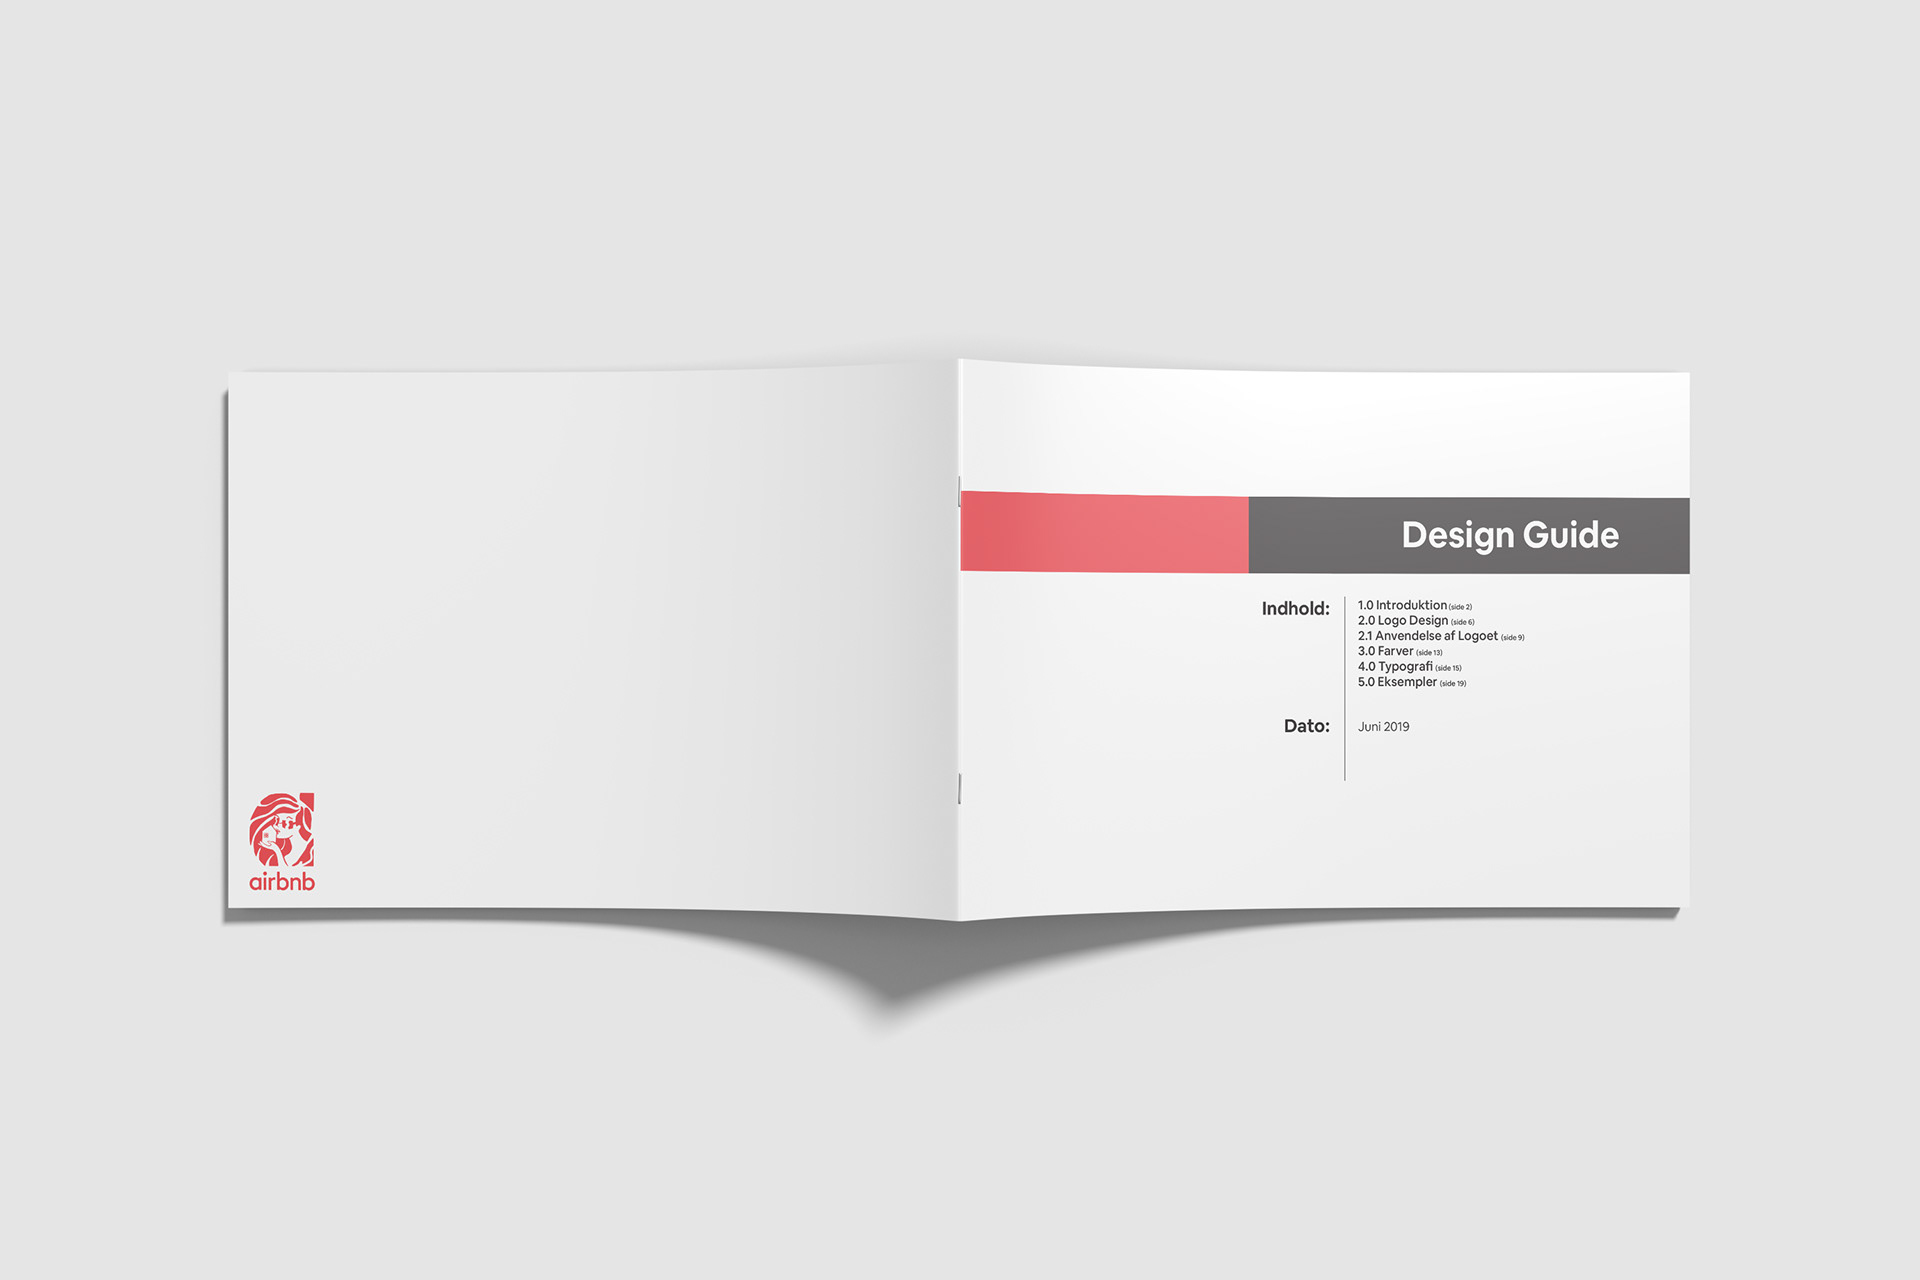 airbnb
Design Guide
Indhold:
1.0 Introduktion (side 2)
2.0 Logo Design (side 6)
2.1 Anvendelse af Logoet (side 9)
3.0 Farver (side 13)
4.0 Typografi (side 15)
5.0 Eksempler (side 19)
Dato:
Juni 2019